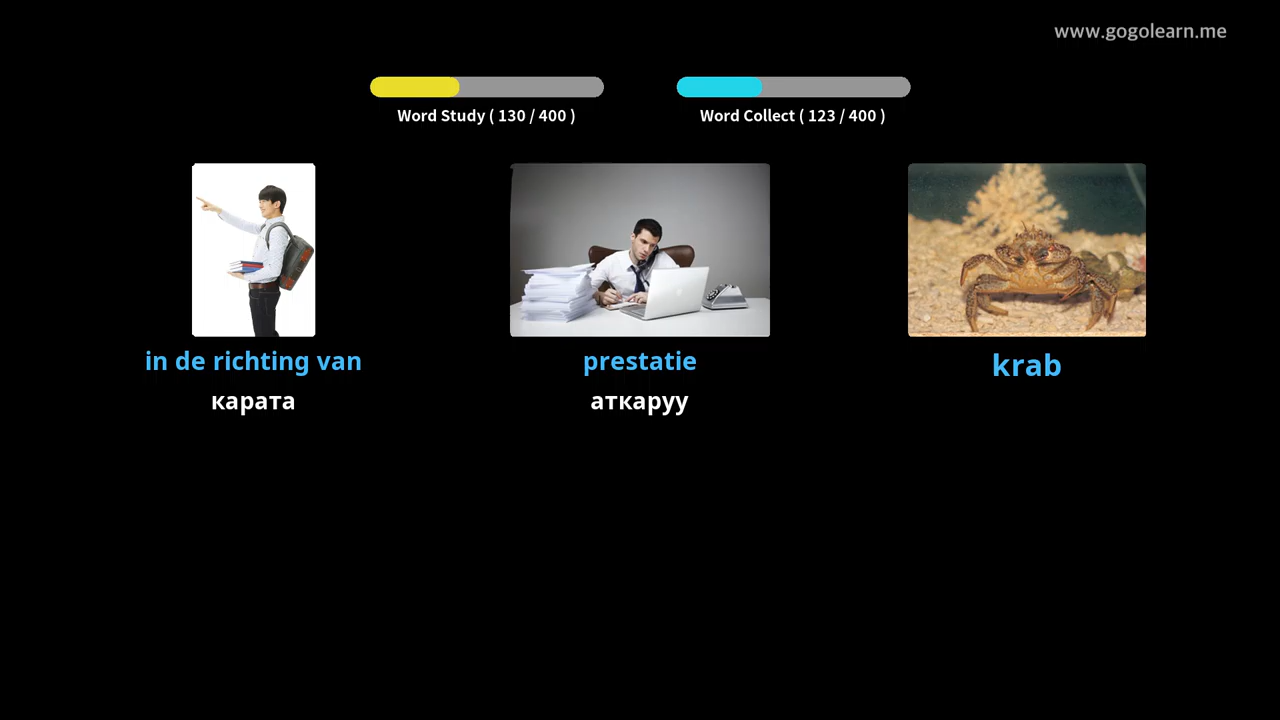 www.gogolearn.me
Word Study ( 130 / 400 )
Word Collect ( 123 / 400 )
in de richting van
карата
prestatie
аткаруу
krab